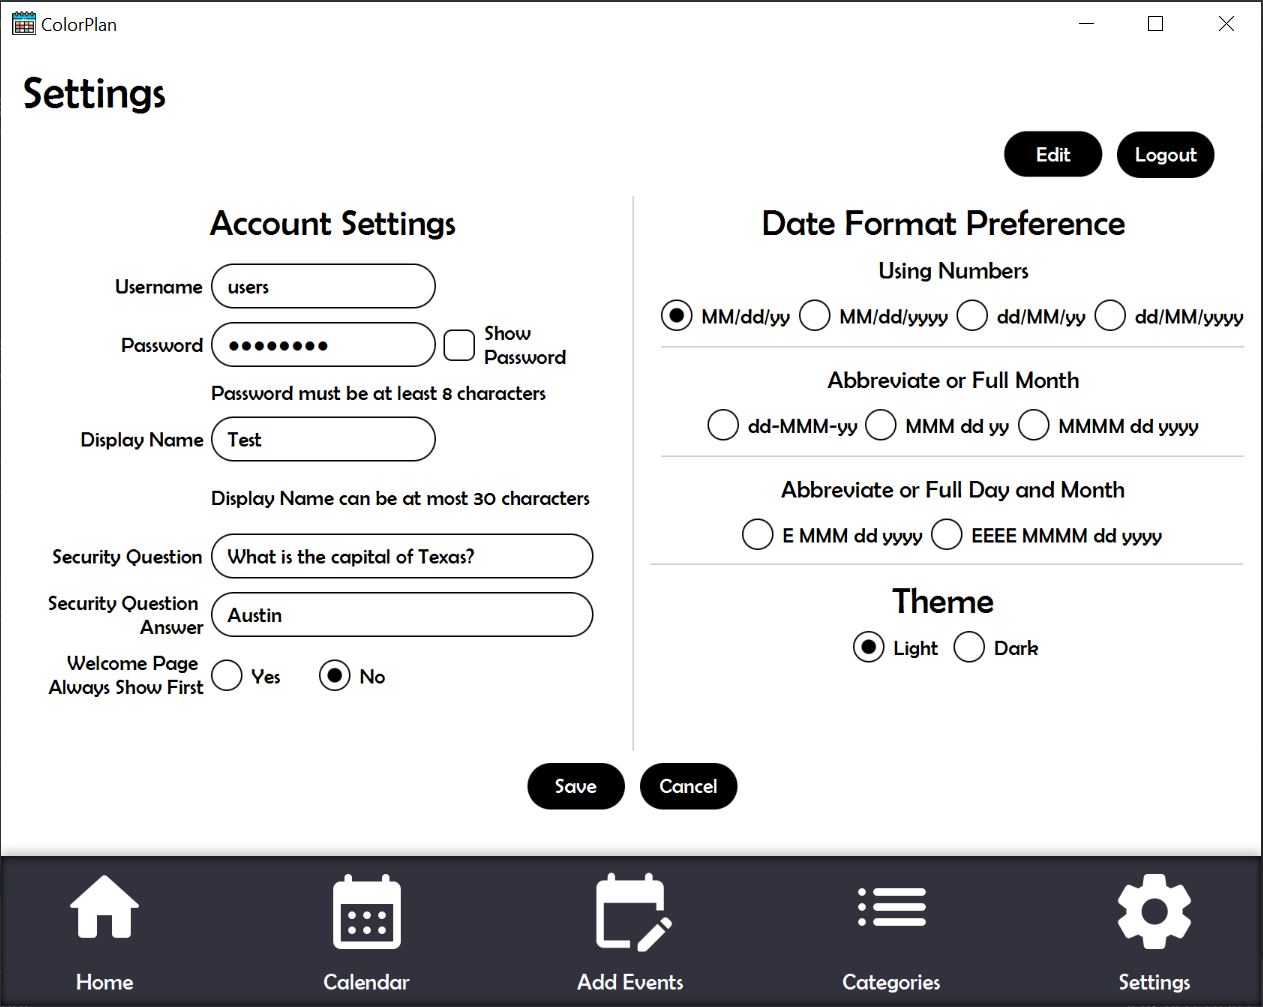 ColorPlan
Settings
Edit
Logout
Account Settings
Username
users
Password
●●●●●●●●
Show
Password
Password must be at least 8 characters
Display Name
Test
Display Name can be at most 30 characters
Security Question
What is the capital of Texas?
Security Question
Answer
Austin
Welcome Page
Always Show First
Yes
No
Date Format Preference
Using Numbers
MM/dd/yy
MM/dd/yyyy
dd/MM/yy
dd/MM/yyyy
Abbreviate or Full Month
dd-MMM-yy
MMM dd yy
MMMM dd yyyy
Abbreviate or Full Day and Month
E MMM dd yyyy
EEEE MMMM dd yyyy
Theme
Light
Dark
Save
Cancel
Home
Calendar
Add Events
Categories
Settings